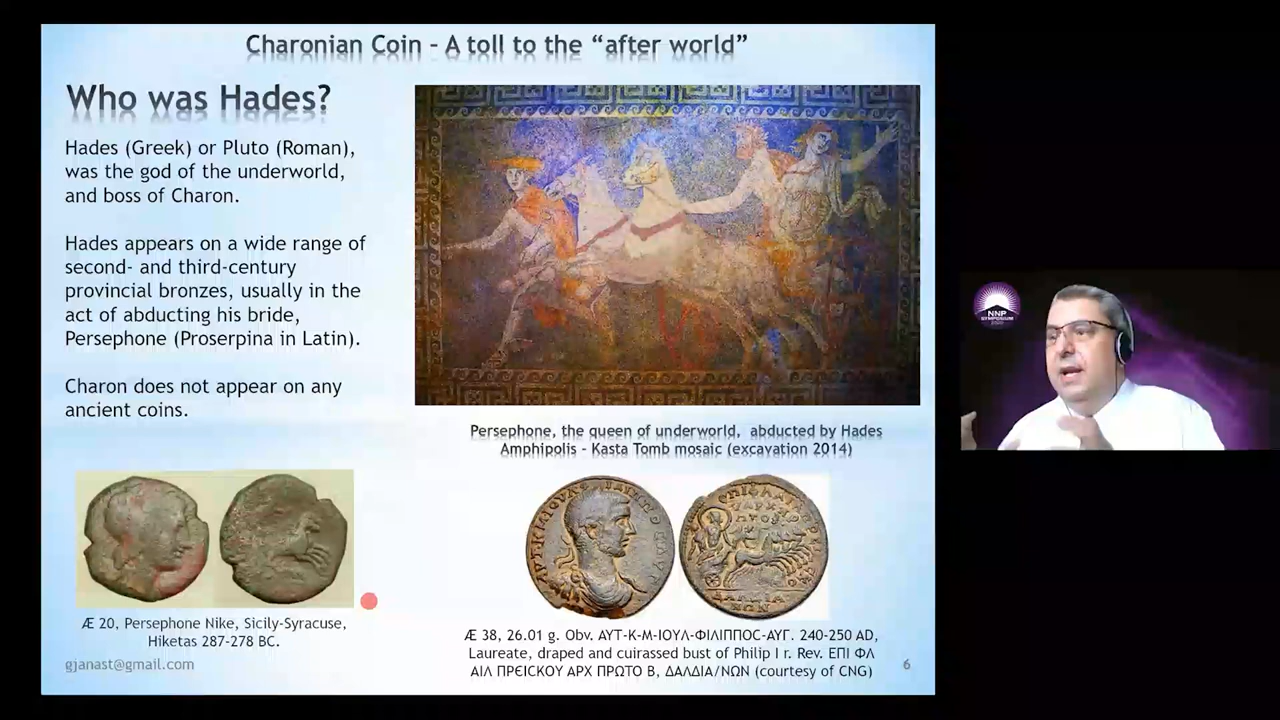 Charonian Coin – A toll to the “after world”
Who was Hades?
Hades (Greek) or Pluto (Roman),
was the god of the underworld,
and boss of Charon.
Hades appears on a wide range of
second- and third-century
provincial bronzes, usually in the
act of abducting his bride,
Persephone (Proserpina in Latin).
Charon does not appear on any
ancient coins.
Persephone, the queen of underworld, abducted by Hades
Amphipolis – Kasta Tomb mosaic (excavation 2014)
Æ 20, Persephone Nike, Sicily-Syracuse,
Hiketas 287-278 BC.
Æ 38, 26.01 g. Obv. ΑΥΤ-Κ-Μ-ΙΟΥΛ-ΦΙΛΙΠΠΟC-ΑΥΓ. 240-250 AD,
Laureate, draped and cuirassed bust of Philip I r. Rev. ΕΠΙ ΦΛ
ΑΙΛ ΠΡЄΙCΚΟΥ ΑΡΧ ΠΡΩΤΟ Β, ΔΑΛΔΙΑ/ΝΩΝ (courtesy of CNG)
gjanast@gmail.com
6
NNP
SYMPOSIUM